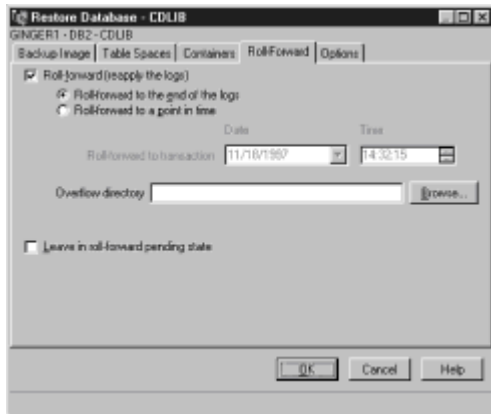 Restore Database - CDLIB
GINGER1 - DB2 - CDLIB
Backup Image Table Spaces Containers Roll-Forward Options
Roll-forward (reapply the logs)
Roll-forward to the end of the logs
Roll-forward to a point in time
Date Time
Roll-forward to transaction 11/18/1997 14:32:15
Overflow directory Browse...
Leave in roll-forward pending state
OK Cancel Help